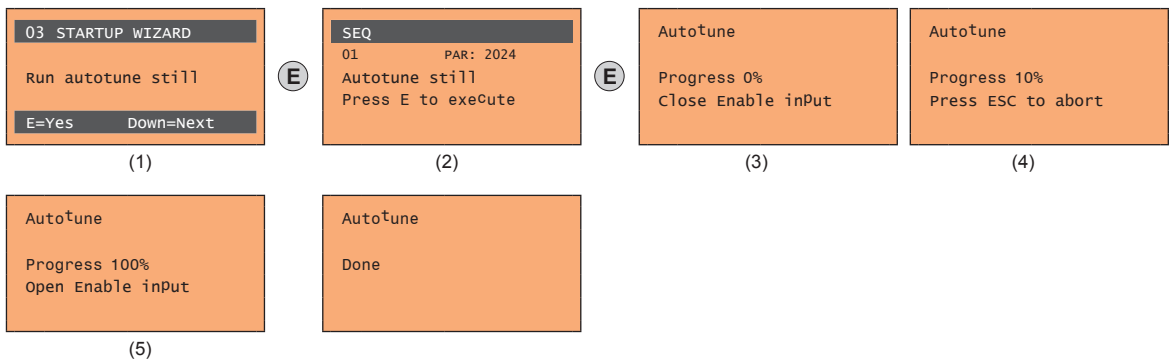 03 STARTUP WIZARD
Run autotune still
E=Yes Down=Next
(1)
E
SEQ
01 PAR: 2024
Autotune still
Press E to execute
(2)
E
Autotune
Progress 0%
Close Enable input
(3)
Autotune
Progress 10%
Press ESC to abort
(4)
Autotune
Progress 100%
Open Enable input
(5)
Autotune
Done